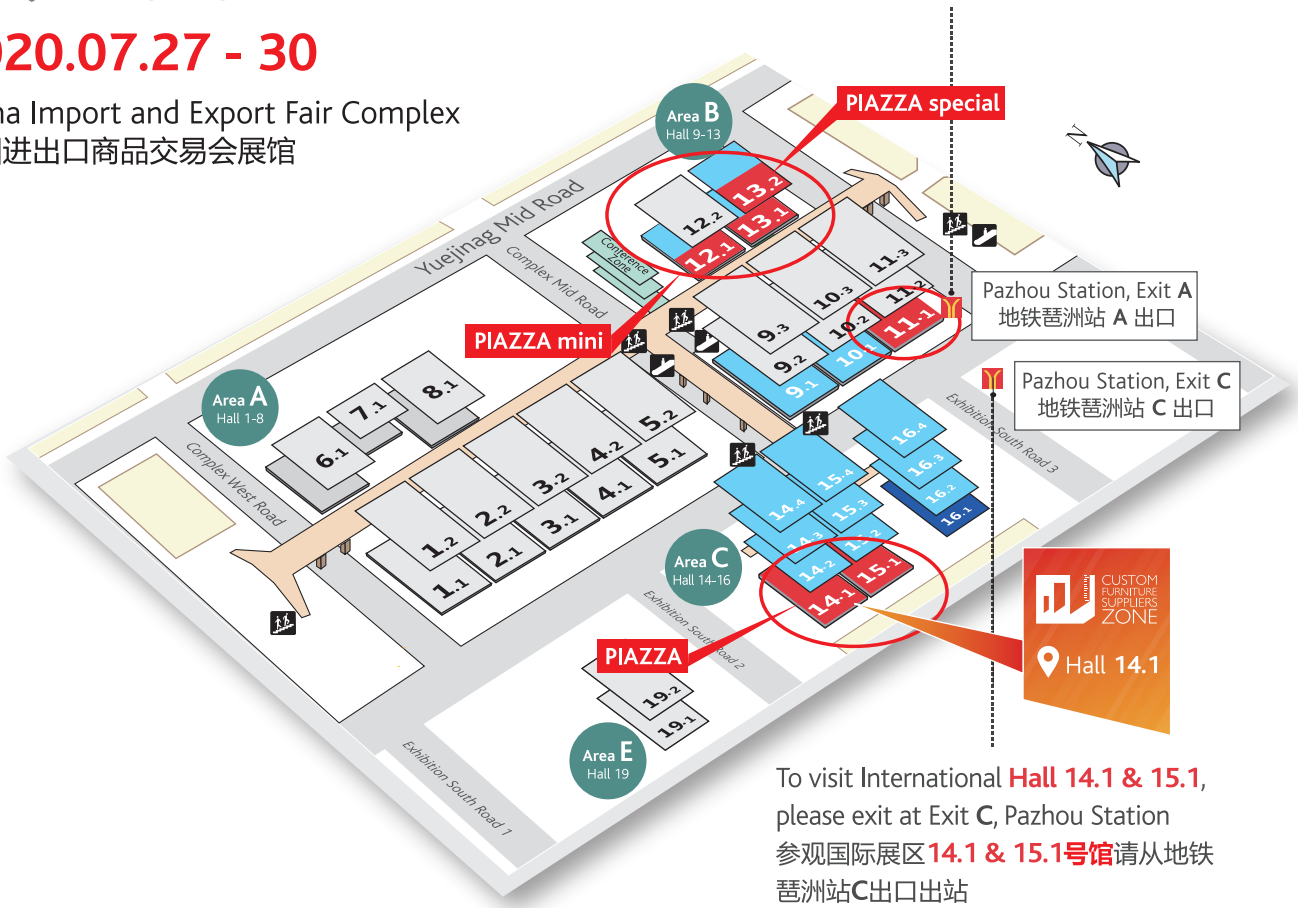 020.07.27 - 30
na Import and Export Fair Complex
进出口商品交易会展馆
Area B
Hall 9-13
PIAZZA special
N
13.2
12.2
13.1
12.1
Yuejinag Mid Road
Conference
Zone
Complex Mid Road
11.3
10.3
11.2
9.3
10.2
11.1
9.2
10.1
9.1
Pazhou Station, Exit A
地铁琶洲站 A 出口
PIAZZA mini
Pazhou Station, Exit C
地铁琶洲站 C 出口
Area A
Hall 1-8
8.1
7.1
6.1
Complex West Road
5.2
4.2
5.1
3.2
4.1
2.2
3.1
1.2
2.1
1.1
Exhibition South Road 3
16.4
16.3
16.2
16.1
15.4
14.4
15.3
14.3
15.2
14.2
15.1
14.1
Area C
Hall 14-16
Exhibition South Road 2
CUSTOM
FURNITURE
SUPPLIERS
ZONE
Hall 14.1
PIAZZA
19.2
19.1
Area E
Hall 19
Exhibition South Road 1
To visit International Hall 14.1 & 15.1,
please exit at Exit C, Pazhou Station
参观国际展区14.1 & 15.1号馆请从地铁
琶洲站C出口出站